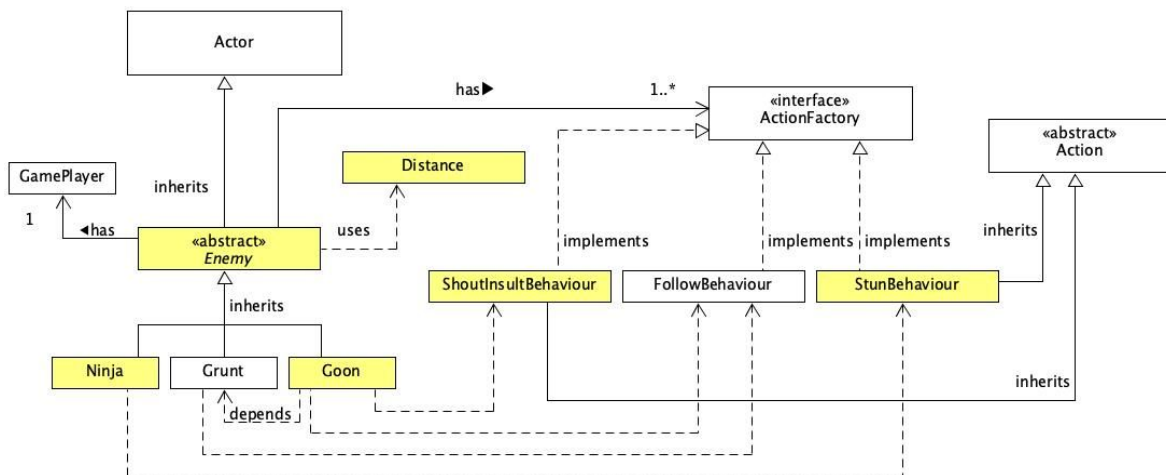 Actor
has▶
1..*
«interface»
ActionFactory
«abstract»
Action
Distance
GamePlayer
inherits
1
◀has
«abstract»
Enemy
uses
implements
implements
implements
inherits
ShoutInsultBehaviour
FollowBehaviour
StunBehaviour
inherits
Ninja
Grunt
Goon
inherits
depends